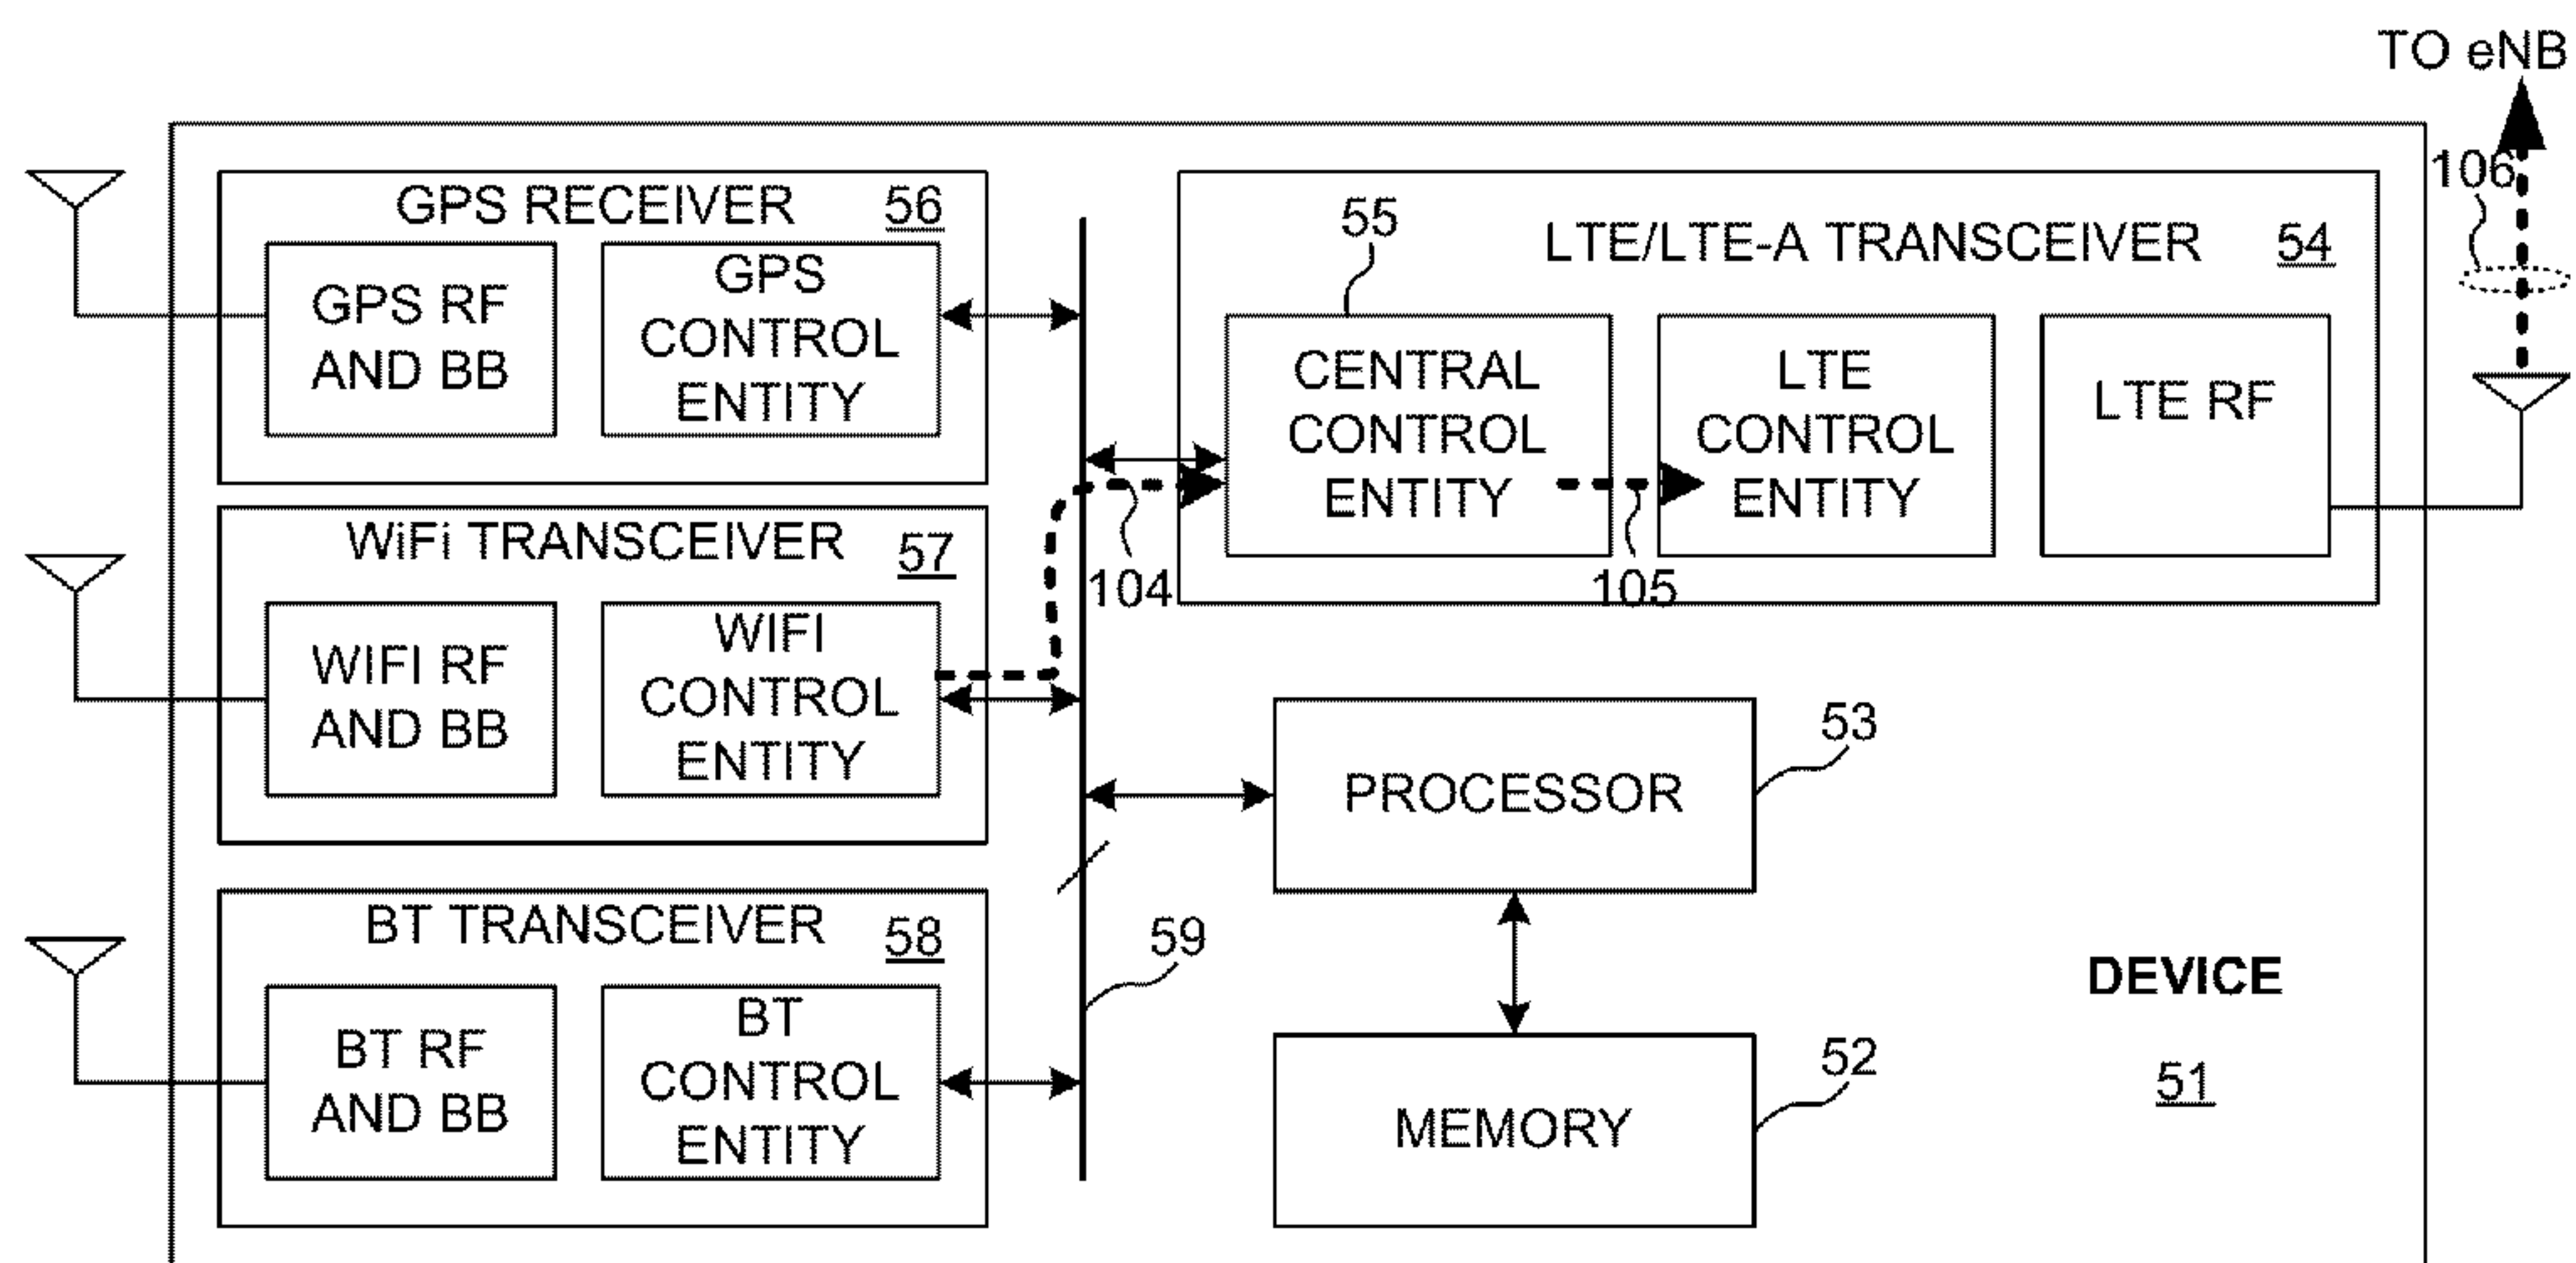 TO eNB
106
GPS RECEIVER 56
GPS RF
AND BB
GPS
CONTROL
ENTITY
55
LTE/LTE-A TRANSCEIVER 54
CENTRAL
CONTROL
ENTITY
LTE
CONTROL
ENTITY
LTE RF
104
105
WiFi TRANSCEIVER 57
WIFI RF
AND BB
WIFI
CONTROL
ENTITY
PROCESSOR
53
BT TRANSCEIVER 58
BT RF
AND BB
BT
CONTROL
ENTITY
59
MEMORY
52
DEVICE
51